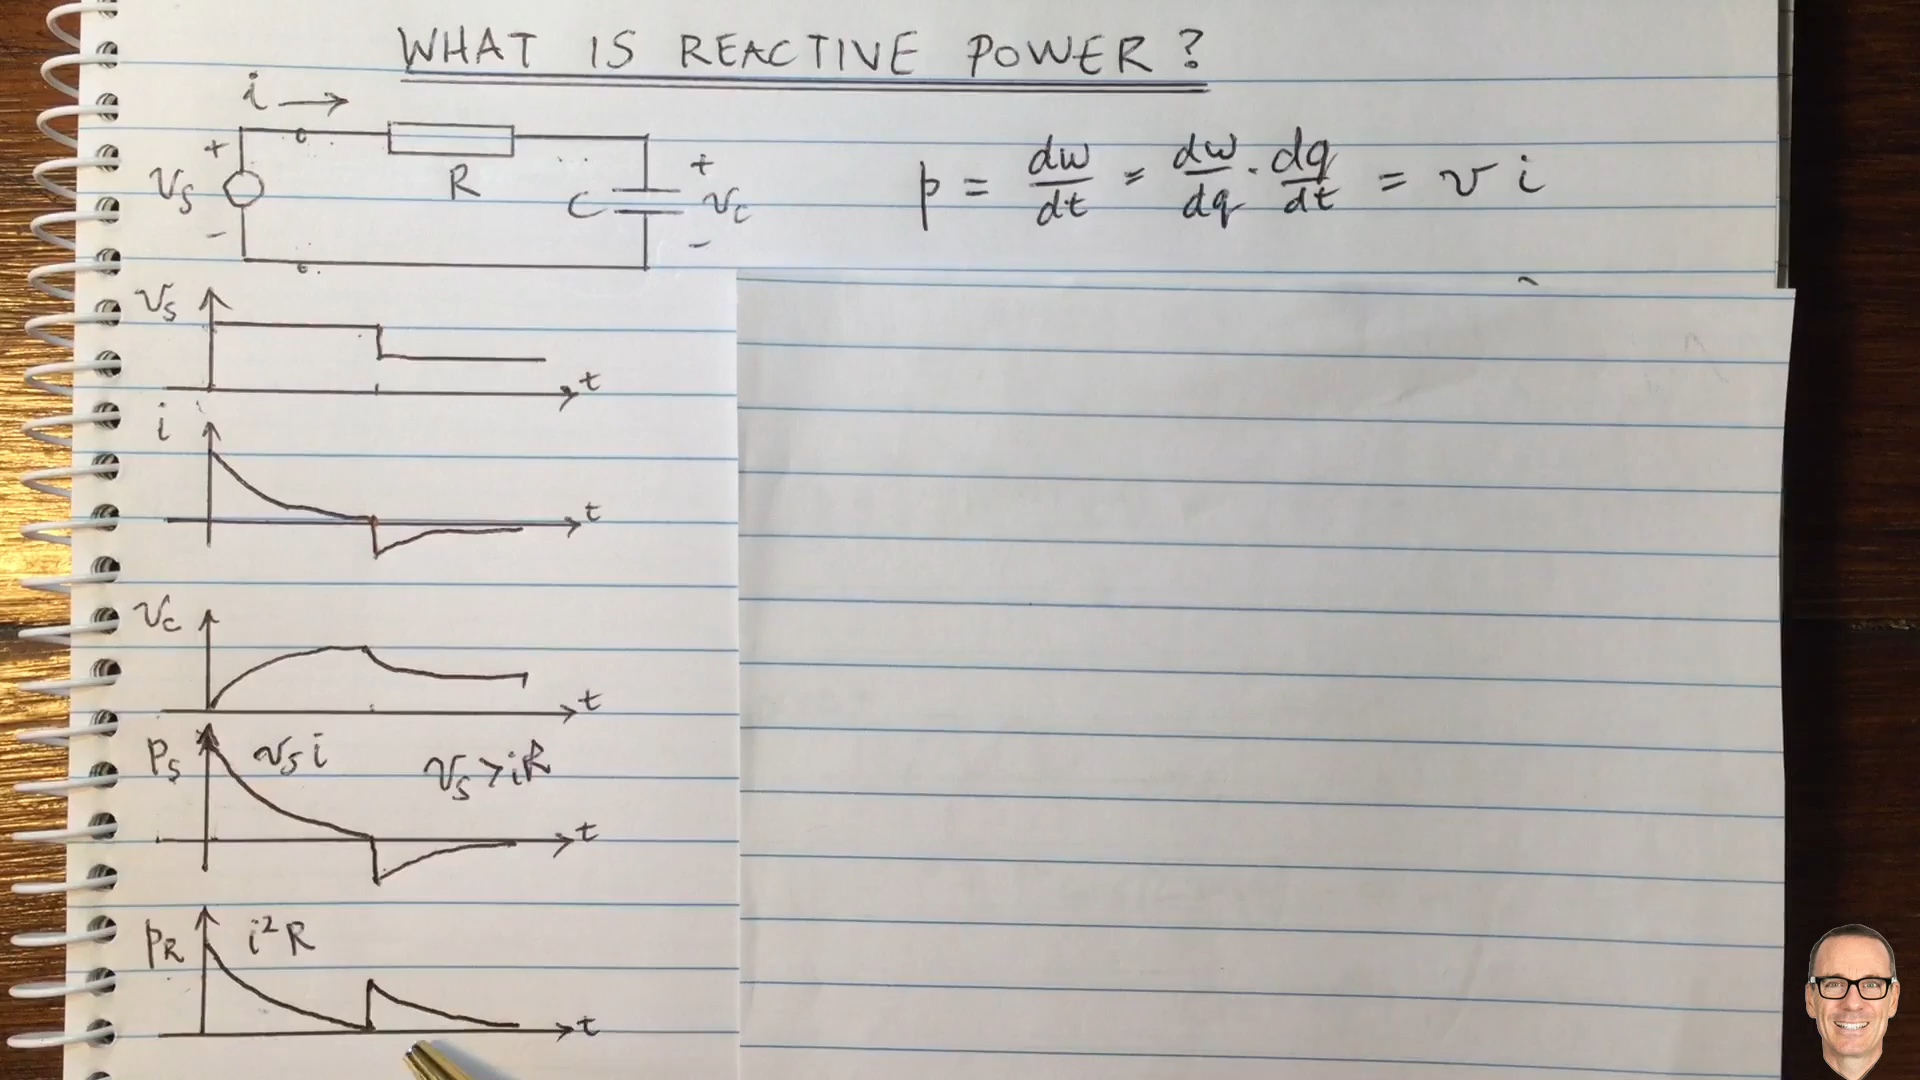 WHAT IS REACTIVE POWER?
i →
+
vs
-
R
C
+
vc
-
p = dw/dt = dw/dq · dq/dt = v i
vs
t
i
t
vc
t
ps vs i vs > iR
t
pR i²R
t